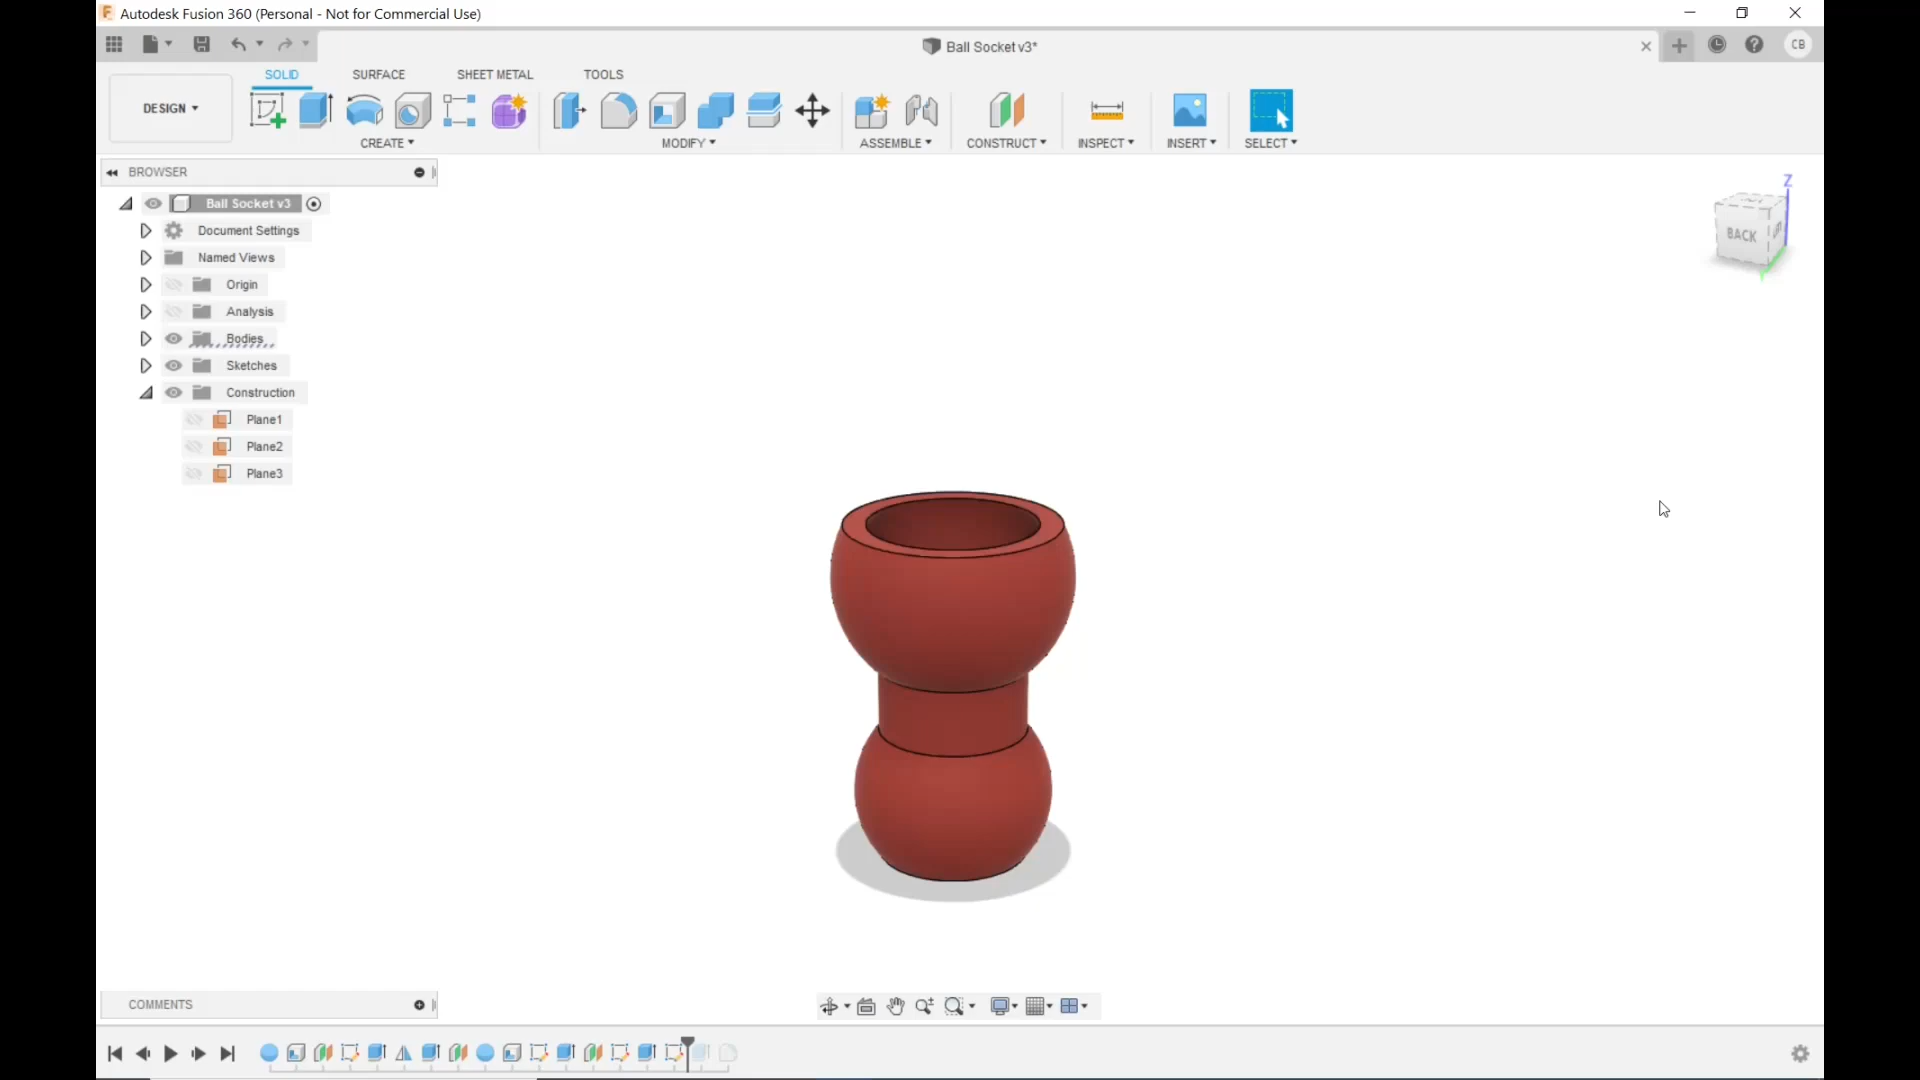 Autodesk Fusion 360 (Personal - Not for Commercial Use)
Ball Socket v3*
CB
SOLID SURFACE SHEET METAL TOOLS
DESIGN
CREATE MODIFY ASSEMBLE CONSTRUCT INSPECT INSERT SELECT
BROWSER
Ball Socket v3
Document Settings
Named Views
Origin
Analysis
Bodies
Sketches
Construction
Plane1
Plane2
Plane3
Z
BACK
COMMENTS